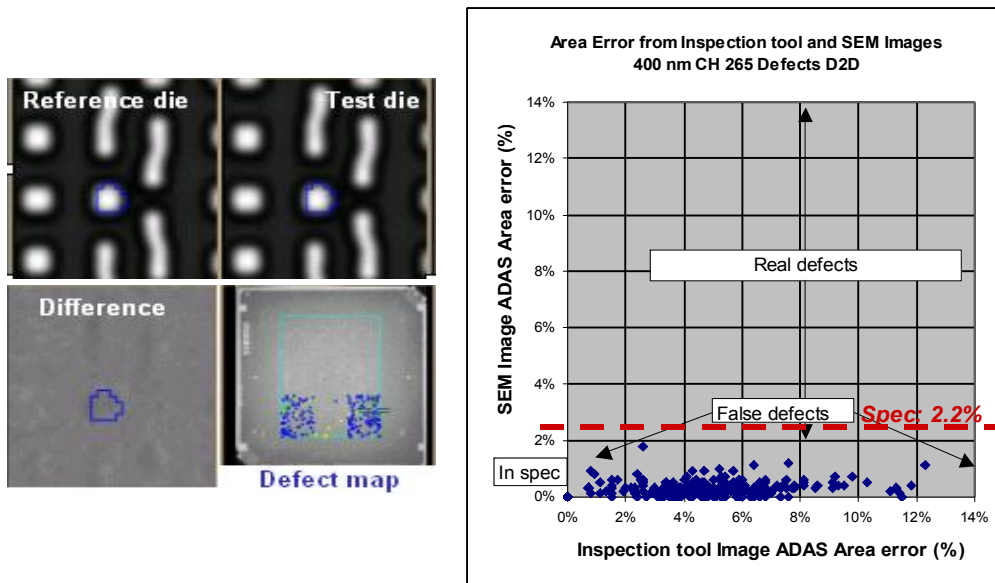 Reference die
Test die
Difference
Defect map
Area Error from Inspection tool and SEM Images
400 nm CH 265 Defects D2D
SEM Image ADAS Area error (%)
14%
12%
10%
8%
6%
4%
2%
0%
Real defects
False defects
Spec: 2.2%
In spec
0%
2%
4%
6%
8%
10%
12%
14%
Inspection tool Image ADAS Area error (%)